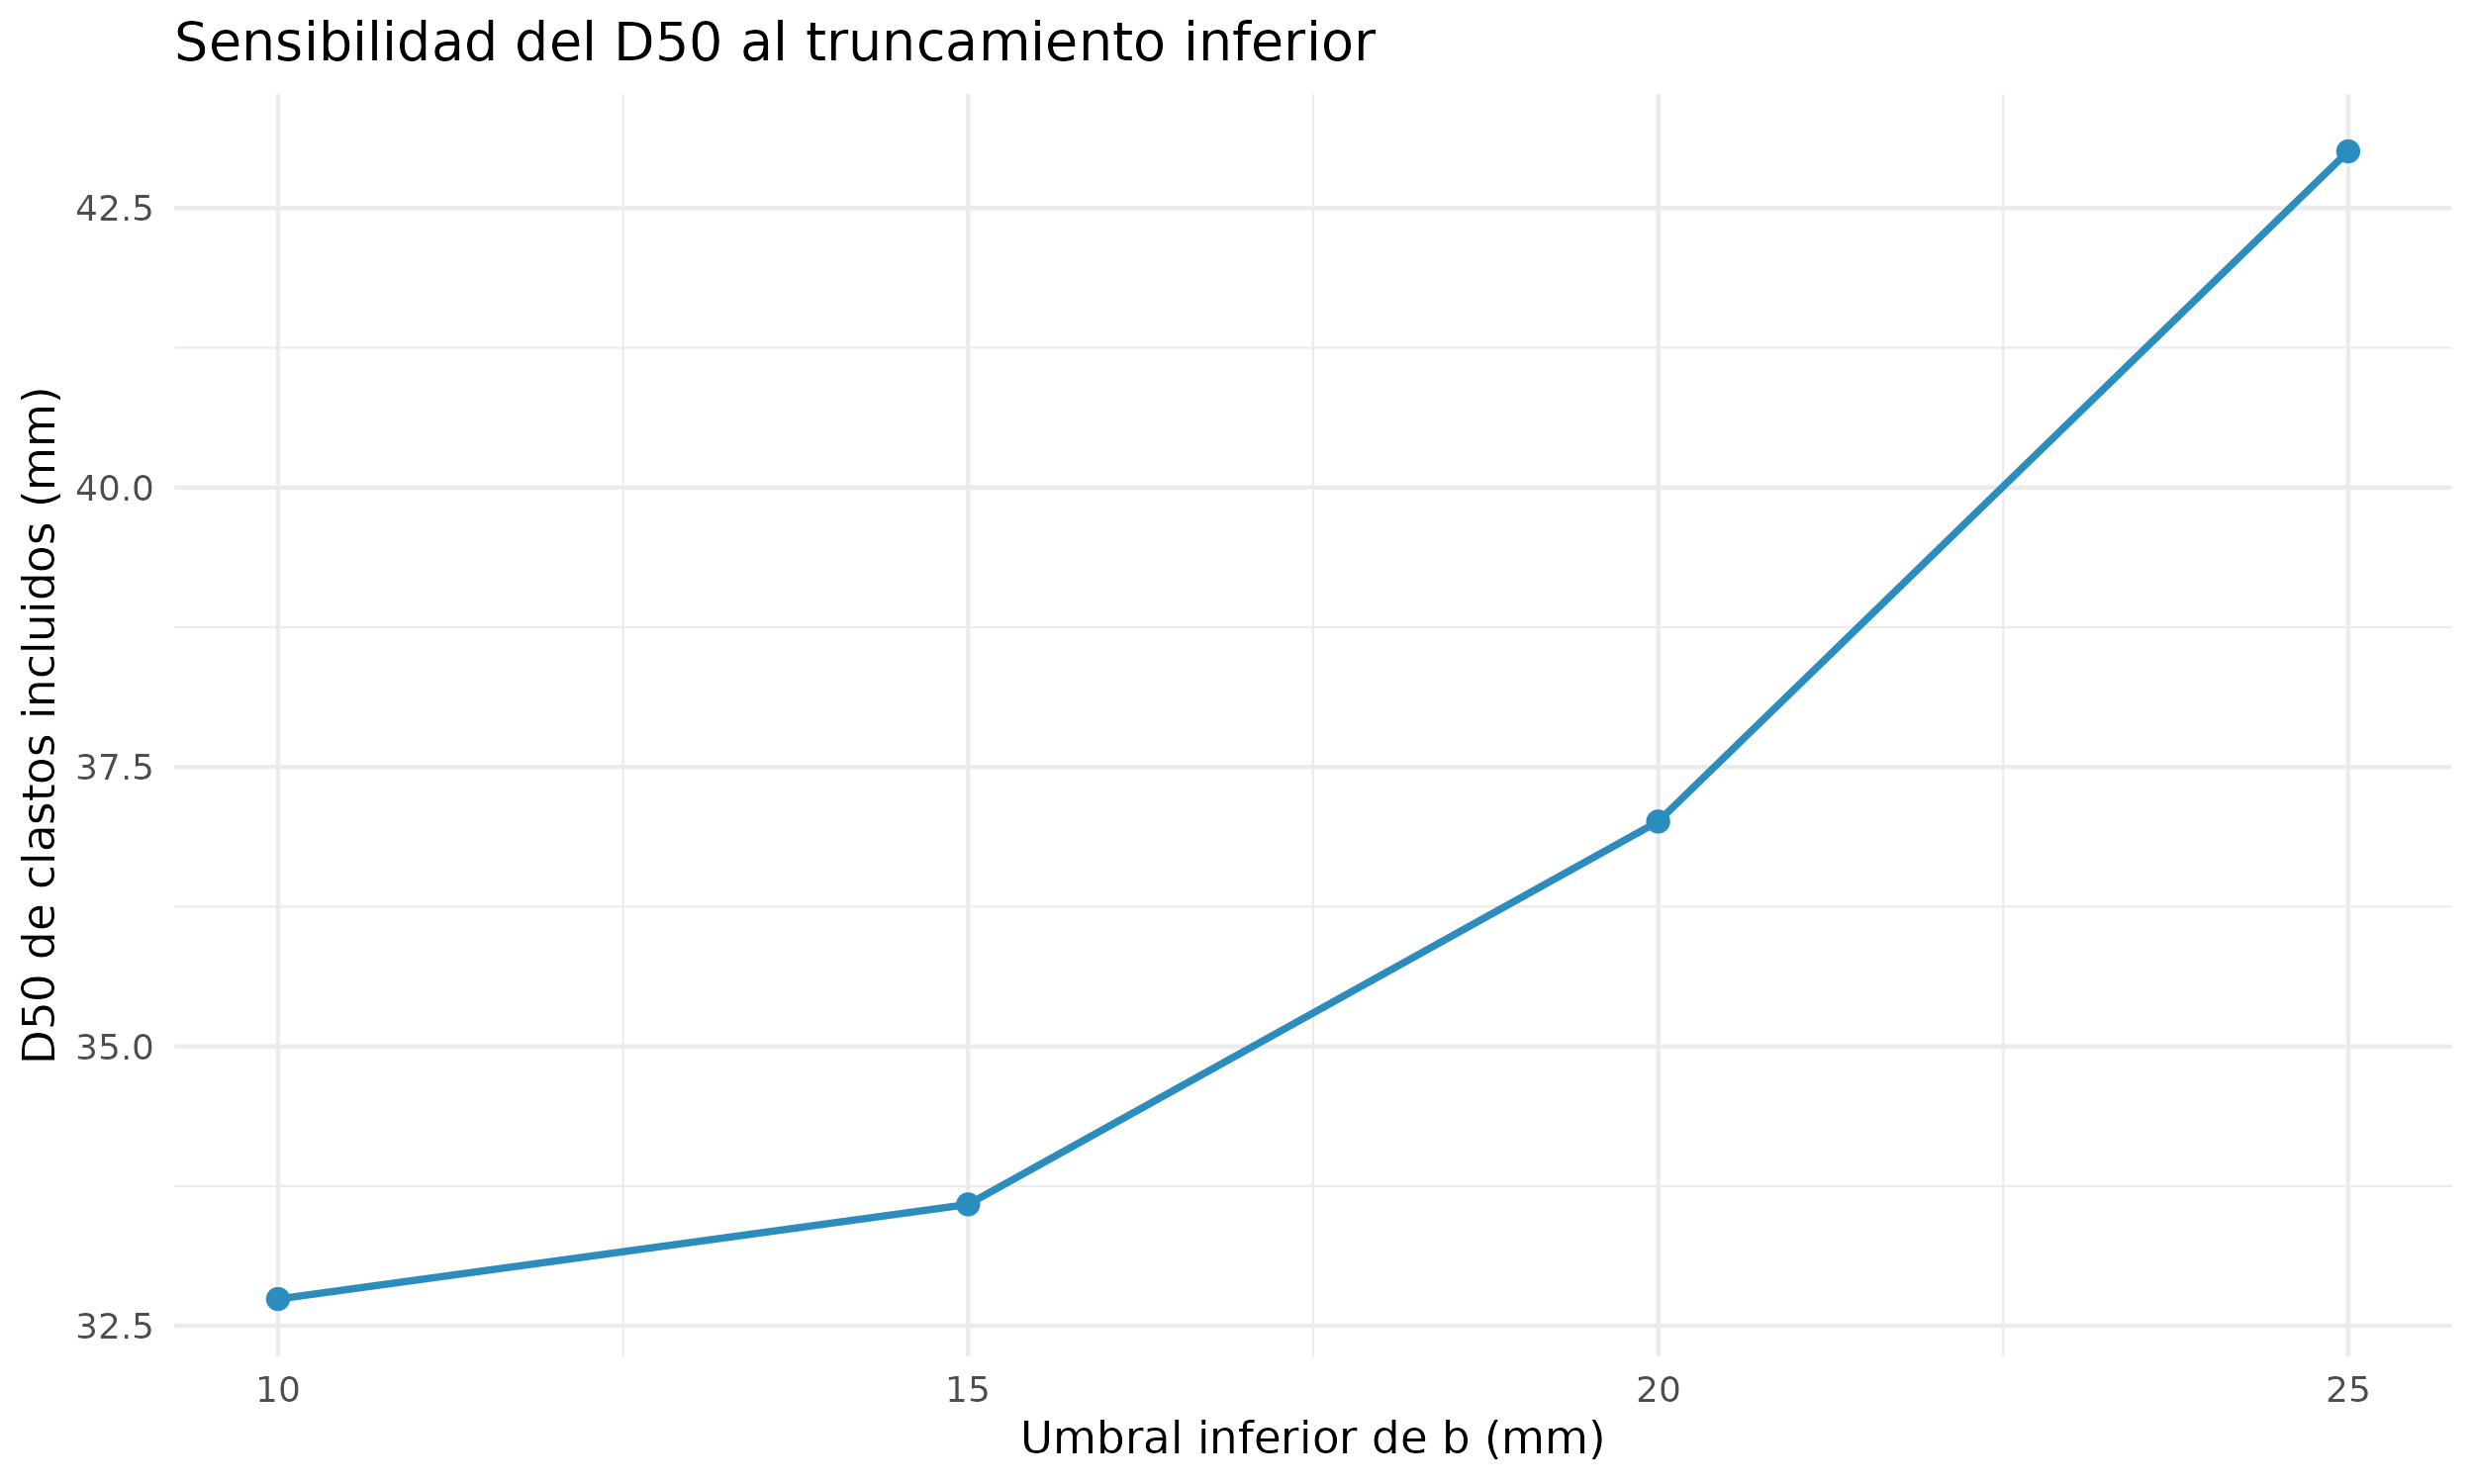 Sensibilidad del D50 al truncamiento inferior
D50 de clastos incluidos (mm)
42.5
40.0
37.5
35.0
32.5
10 15 20 25
Umbral inferior de b (mm)